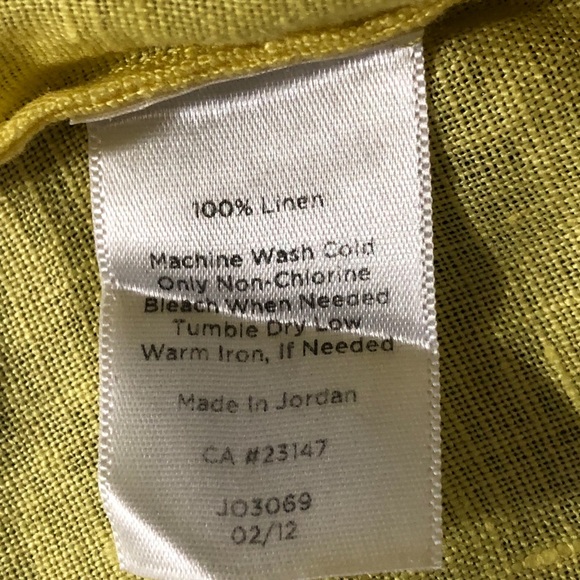 100% Linen
Machine Wash Cold
Only Non-Chlorine
Bleach When Needed
Tumble Dry Low
Warm Iron, If Needed
Made In Jordan
CA #23147
JO3069
02/12